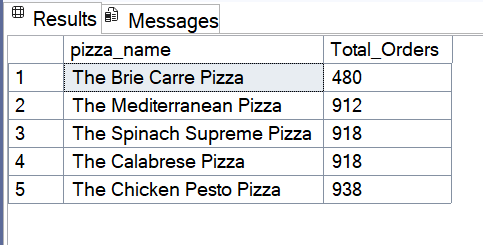 Results Messages
pizza_name Total_Orders
1 The Brie Carre Pizza 480
2 The Mediterranean Pizza 912
3 The Spinach Supreme Pizza 918
4 The Calabrese Pizza 918
5 The Chicken Pesto Pizza 938